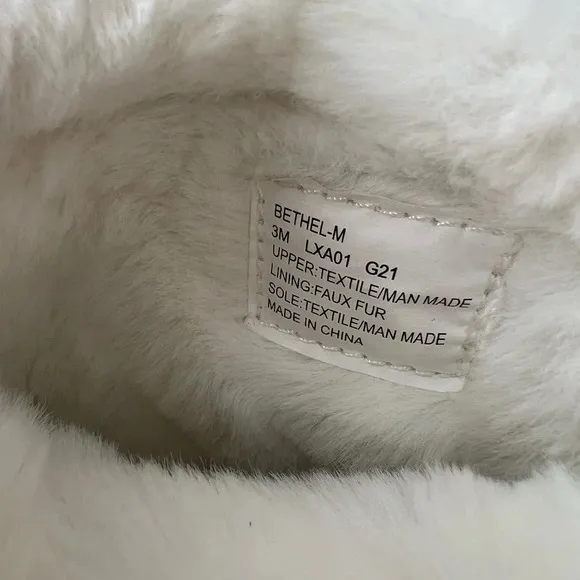 BETHEL-M
3M LXA01 G21
UPPER:TEXTILE/MAN MADE
LINING:FAUX FUR
SOLE:TEXTILE/MAN MADE
MADE IN CHINA